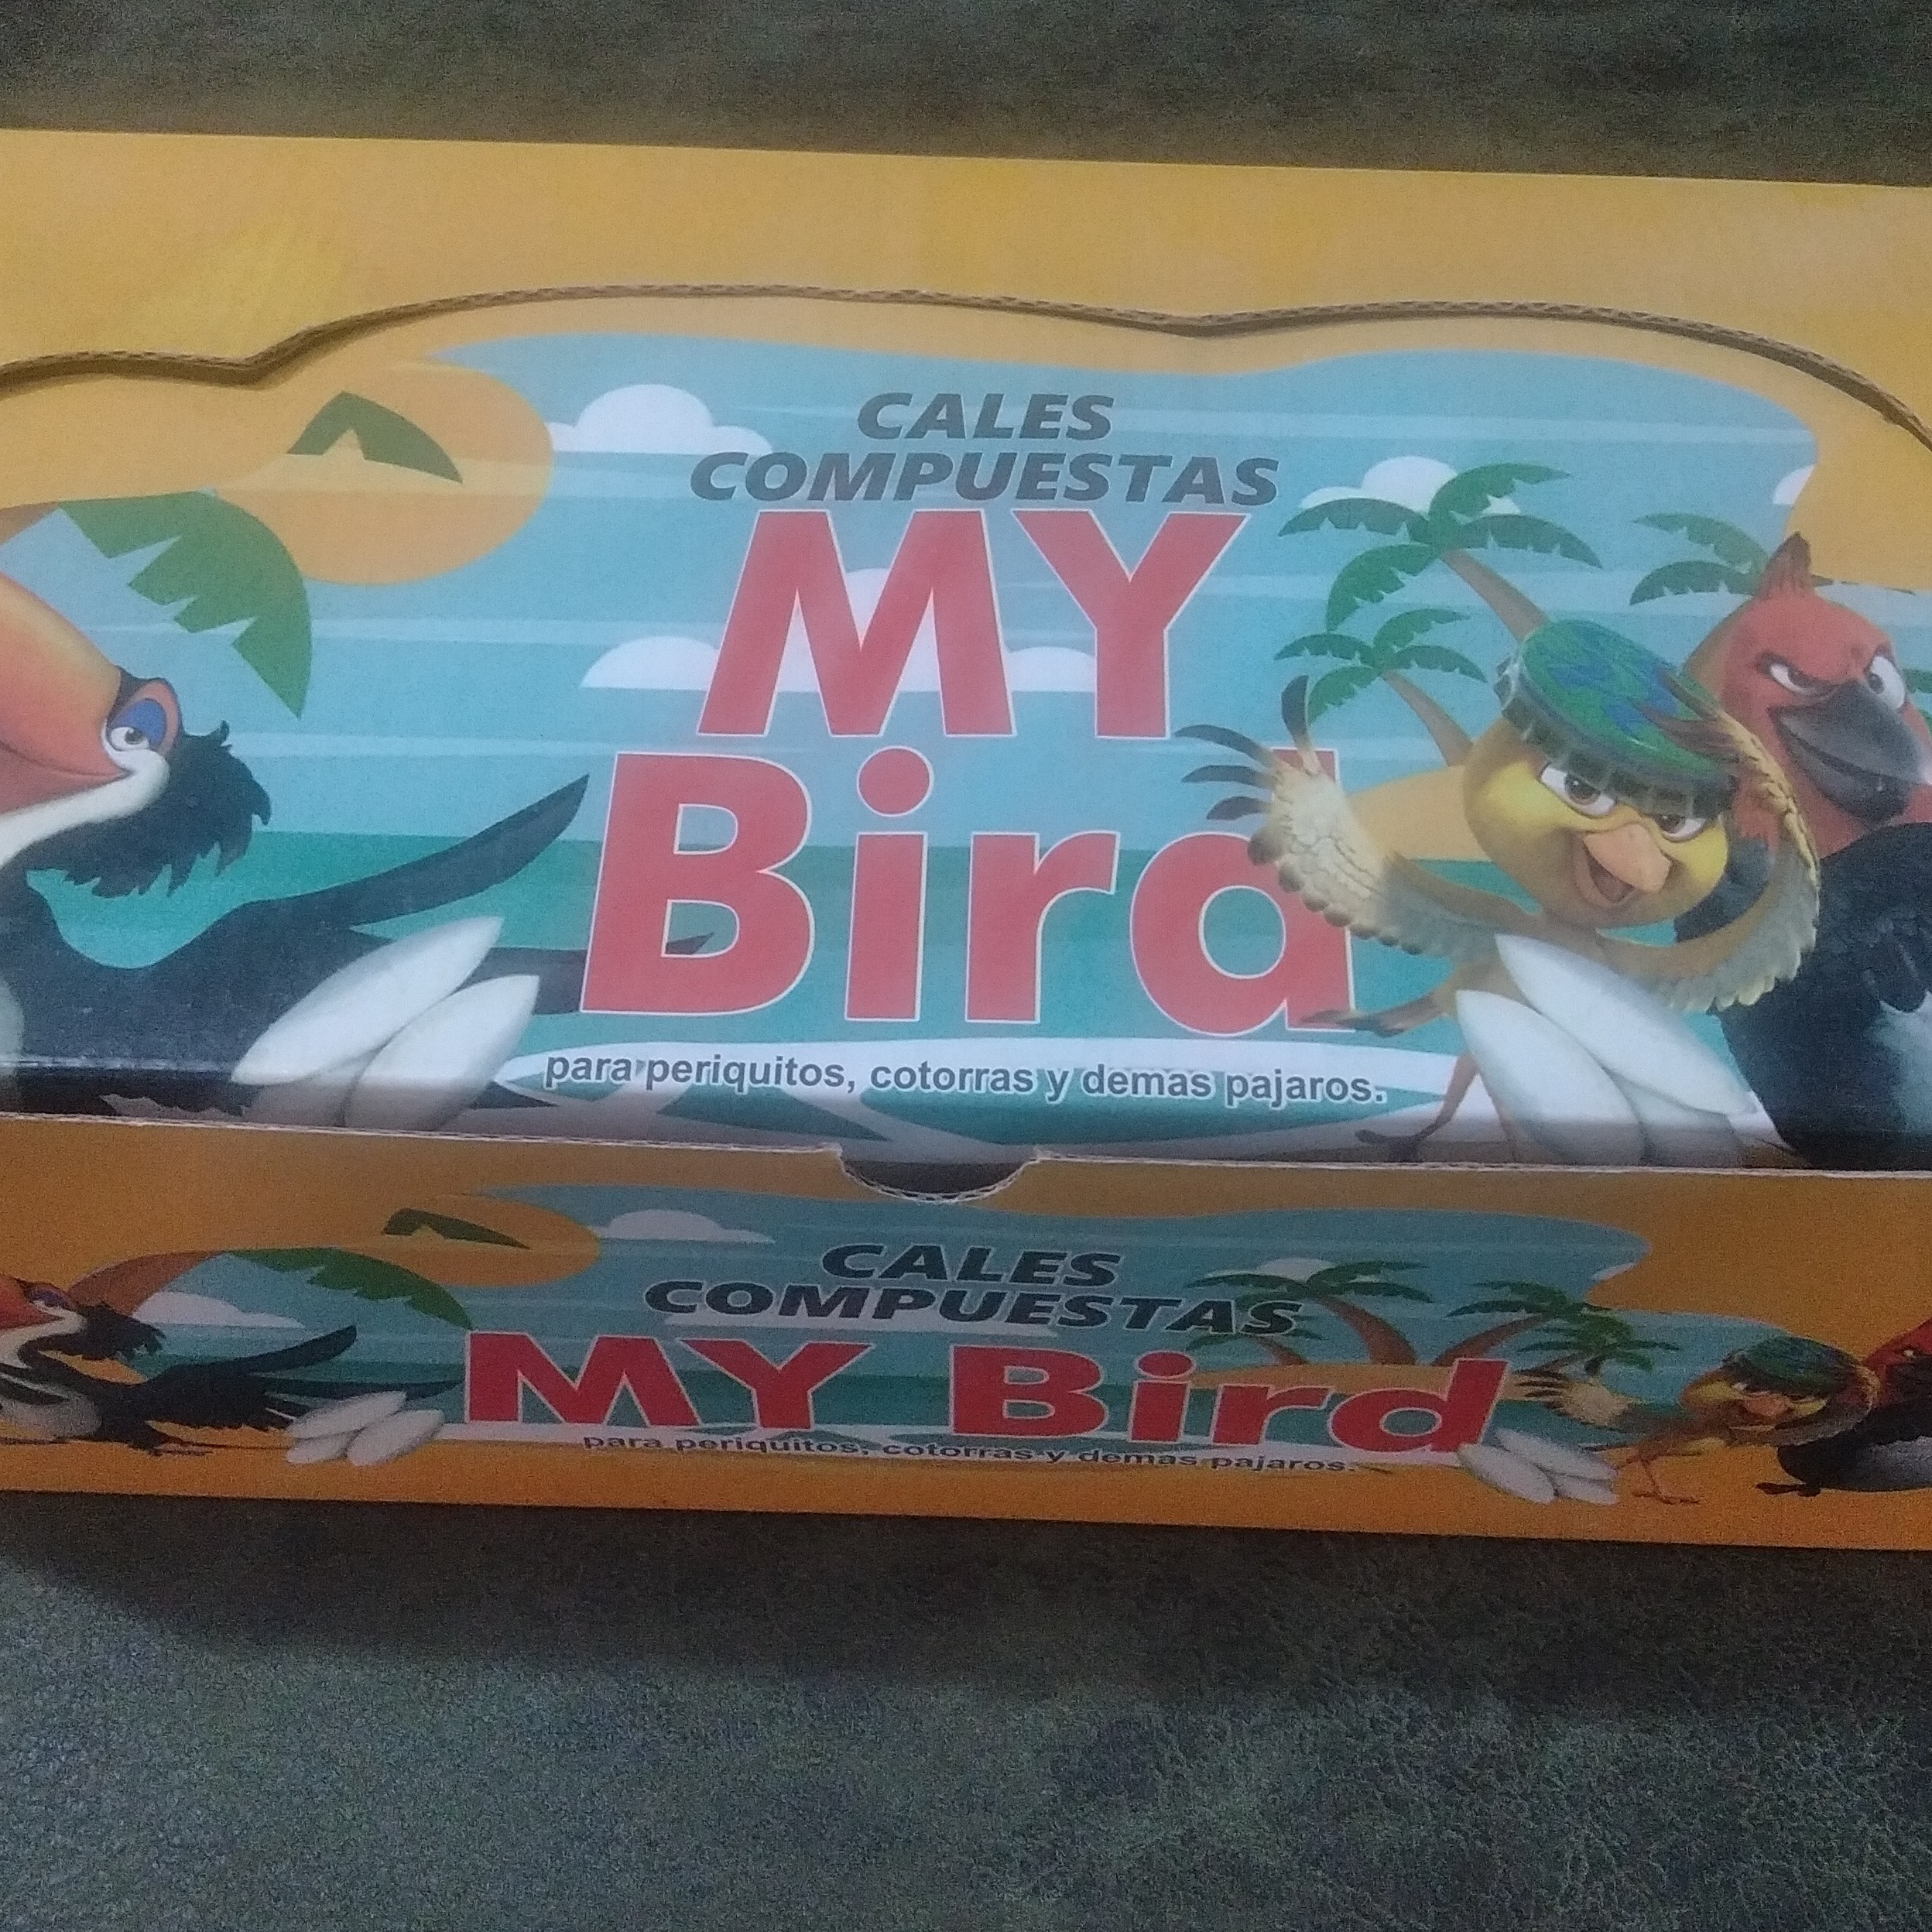 CALES
COMPUESTAS
MY
Bird
para periquitos, cotorras y demas pajaros.
CALES
COMPUESTAS
MY Bird
para periquitos, cotorras y demas pajaros.